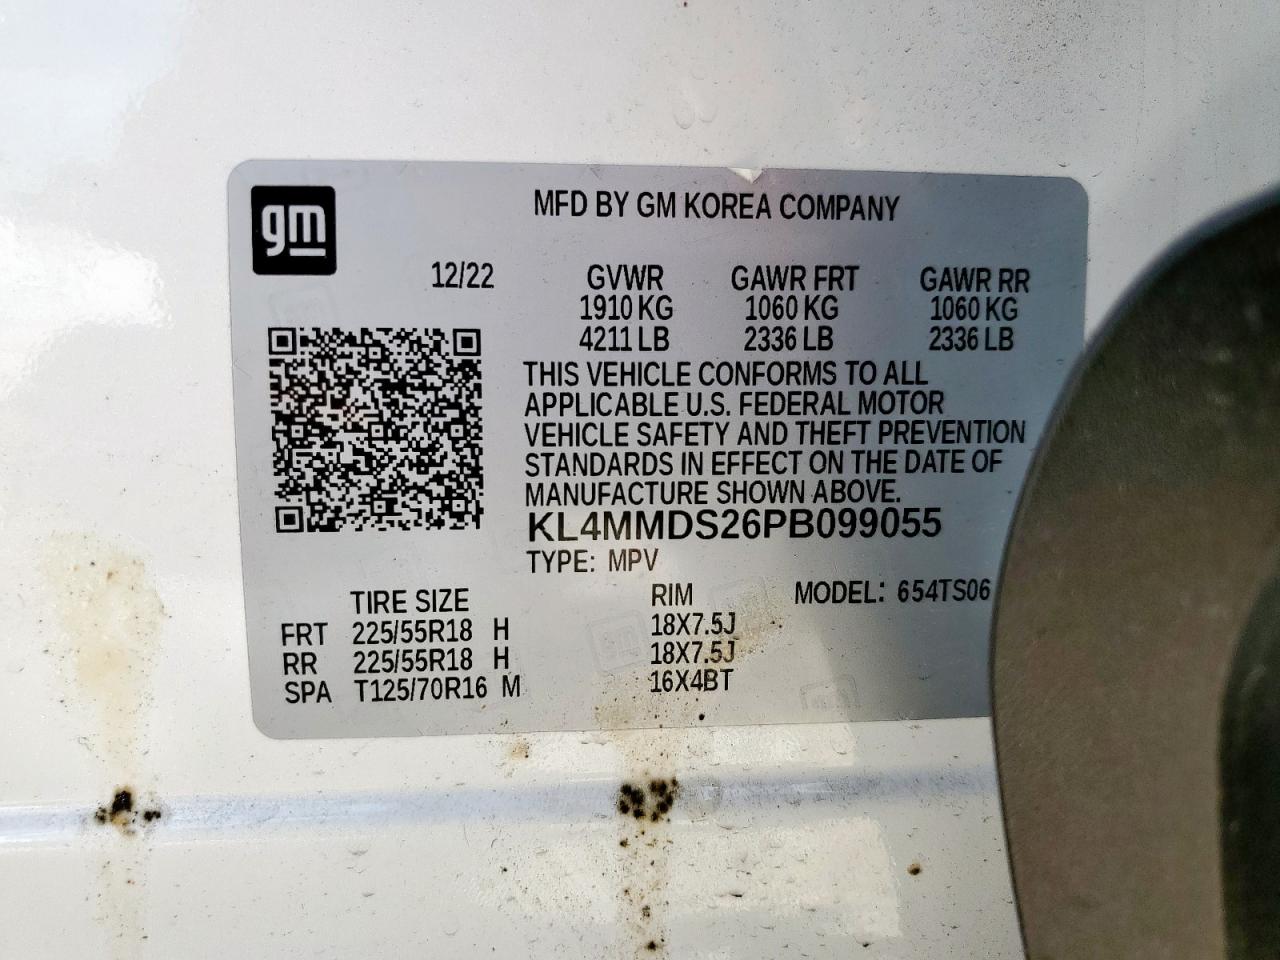 gm
MFD BY GM KOREA COMPANY
12/22 GVWR GAWR FRT GAWR RR
1910 KG 1060 KG 1060 KG
4211 LB 2336 LB 2336 LB
THIS VEHICLE CONFORMS TO ALL
APPLICABLE U.S. FEDERAL MOTOR
VEHICLE SAFETY AND THEFT PREVENTION
STANDARDS IN EFFECT ON THE DATE OF
MANUFACTURE SHOWN ABOVE.
KL4MMDS26PB099055
TYPE: MPV
TIRE SIZE RIM MODEL: 654TS06
FRT 225/55R18 H 18X7.5J
RR 225/55R18 H 18X7.5J
SPA T125/70R16 M 16X4BT